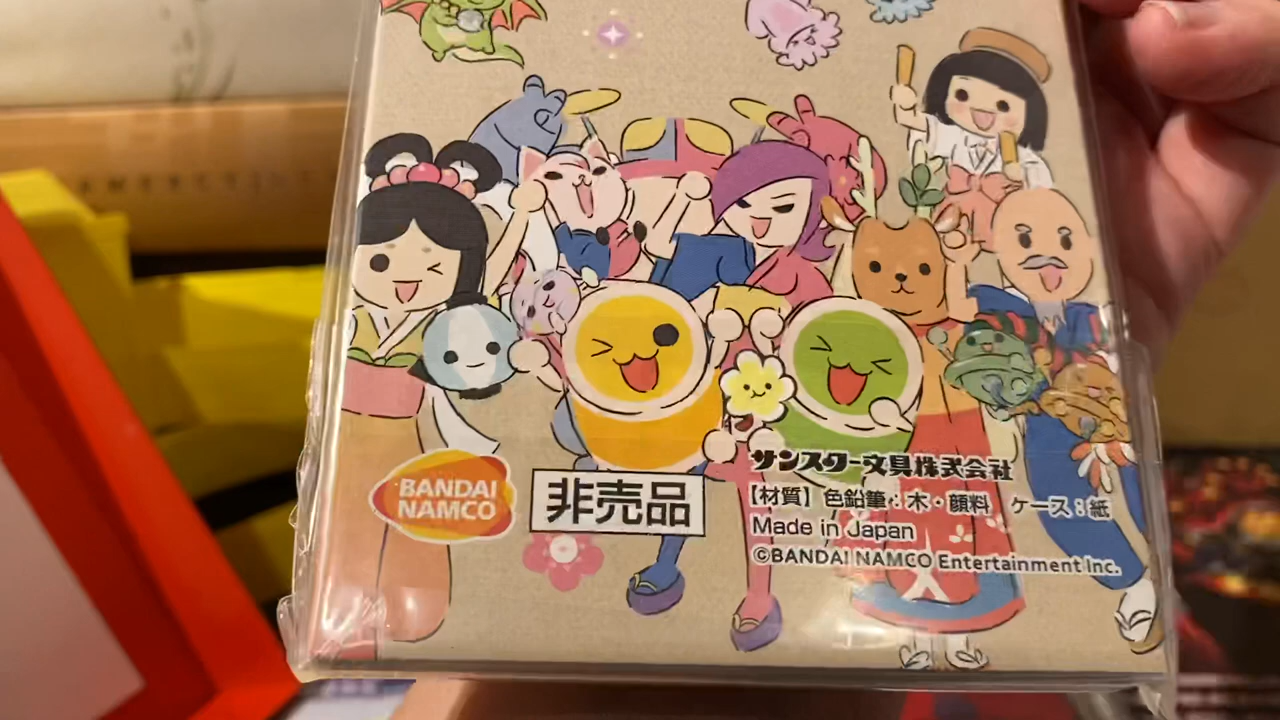 BANDAI
NAMCO
非売品
サンスター文具株式会社
【材質】色鉛筆：木・顔料　ケース：紙
Made in Japan
©BANDAI NAMCO Entertainment Inc.